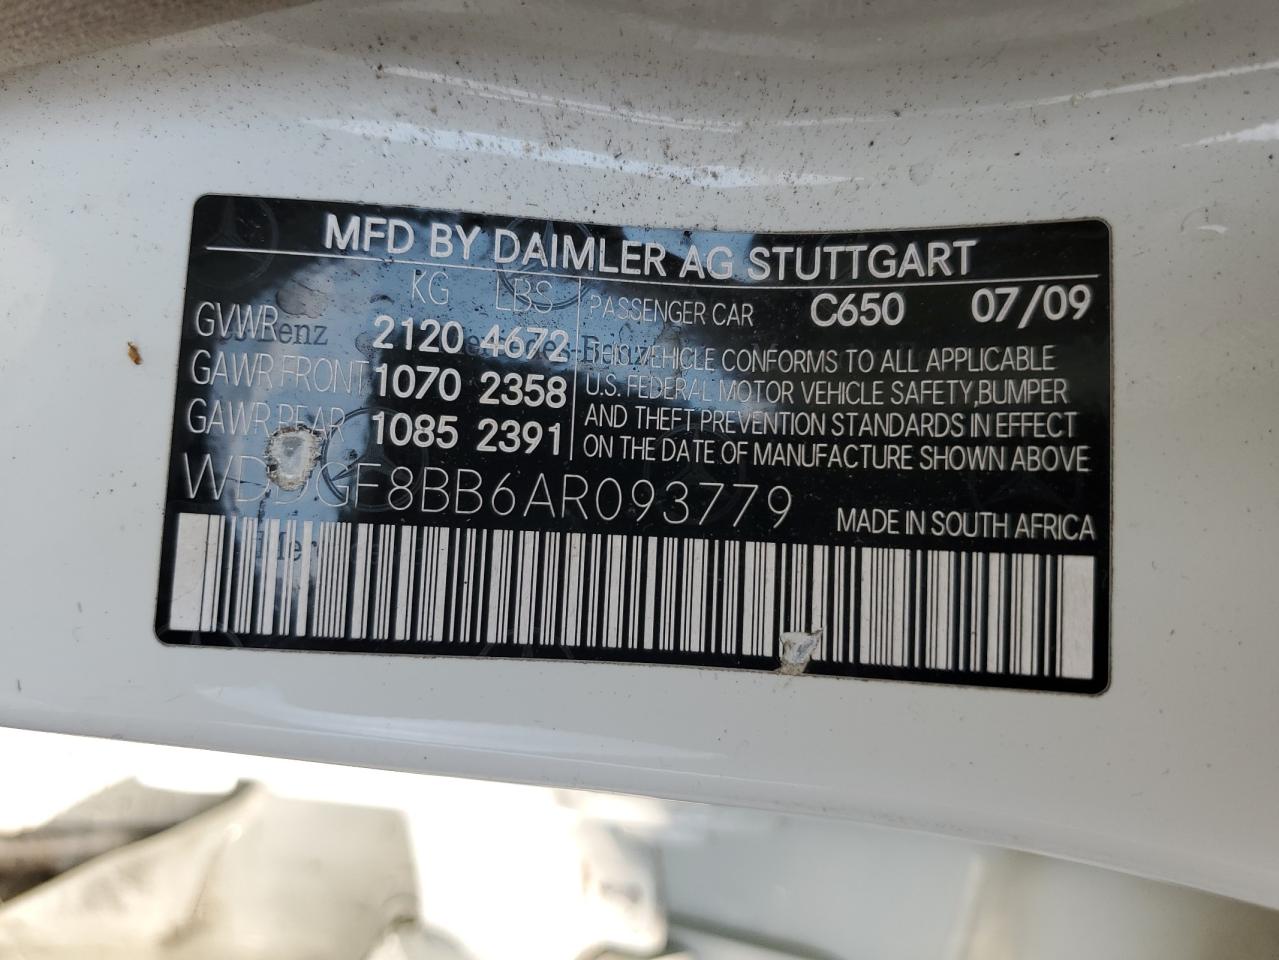 MFD BY DAIMLER AG STUTTGART
KG LBS
GVWR 2120 4672
GAWR FRONT 1070 2358
GAWR REAR 1085 2391
PASSENGER CAR C650 07/09
THIS VEHICLE CONFORMS TO ALL APPLICABLE
U.S. FEDERAL MOTOR VEHICLE SAFETY,BUMPER
AND THEFT PREVENTION STANDARDS IN EFFECT
ON THE DATE OF MANUFACTURE SHOWN ABOVE
WDDGF8BB6AR093779
MADE IN SOUTH AFRICA